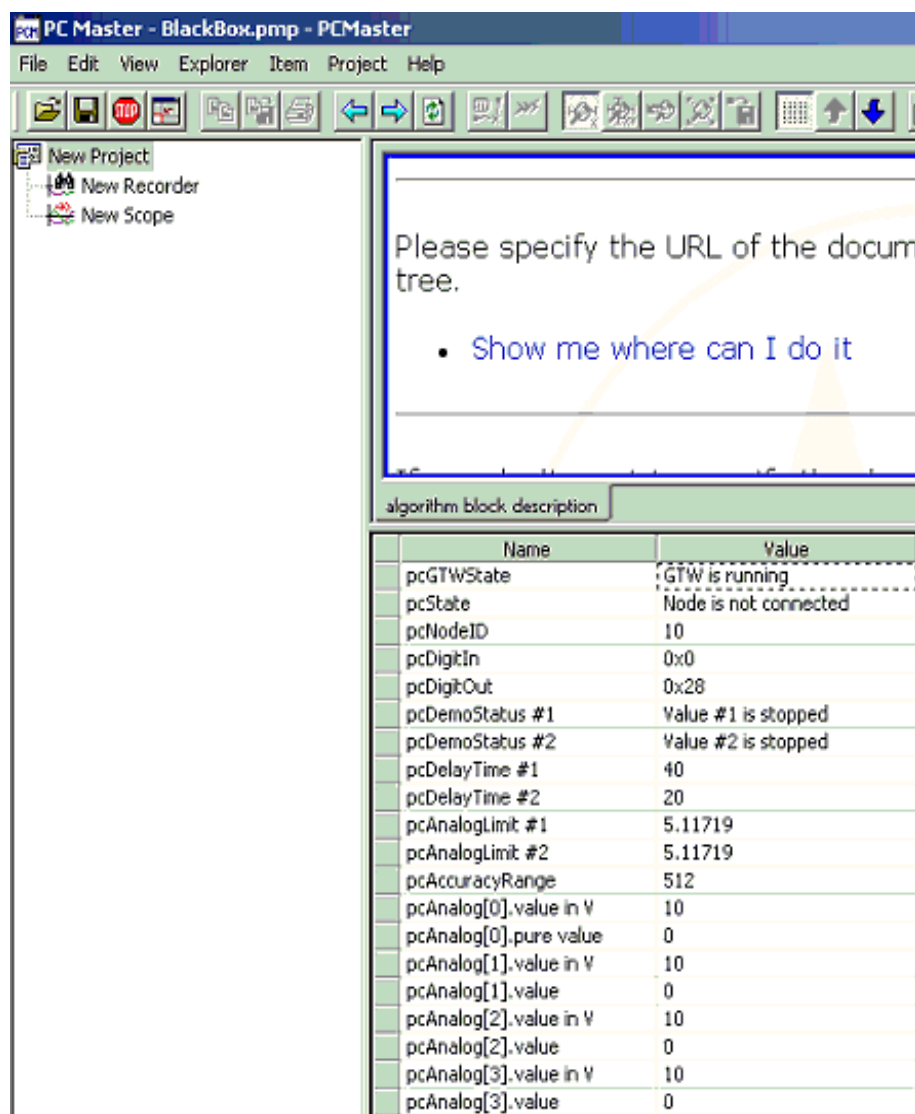 PC Master - BlackBox.pmp - PCMaster
File Edit View Explorer Item Project Help
New Project
New Recorder
New Scope
Please specify the URL of the docum
tree.
• Show me where can I do it
algorithm block description
Name Value
pcGTWState GTW is running
pcState Node is not connected
pcNodeID 10
pcDigitIn 0x0
pcDigitOut 0x28
pcDemoStatus #1 Value #1 is stopped
pcDemoStatus #2 Value #2 is stopped
pcDelayTime #1 40
pcDelayTime #2 20
pcAnalogLimit #1 5.11719
pcAnalogLimit #2 5.11719
pcAccuracyRange 512
pcAnalog[0].value in V 10
pcAnalog[0].pure value 0
pcAnalog[1].value in V 10
pcAnalog[1].value 0
pcAnalog[2].value in V 10
pcAnalog[2].value 0
pcAnalog[3].value in V 10
pcAnalog[3].value 0